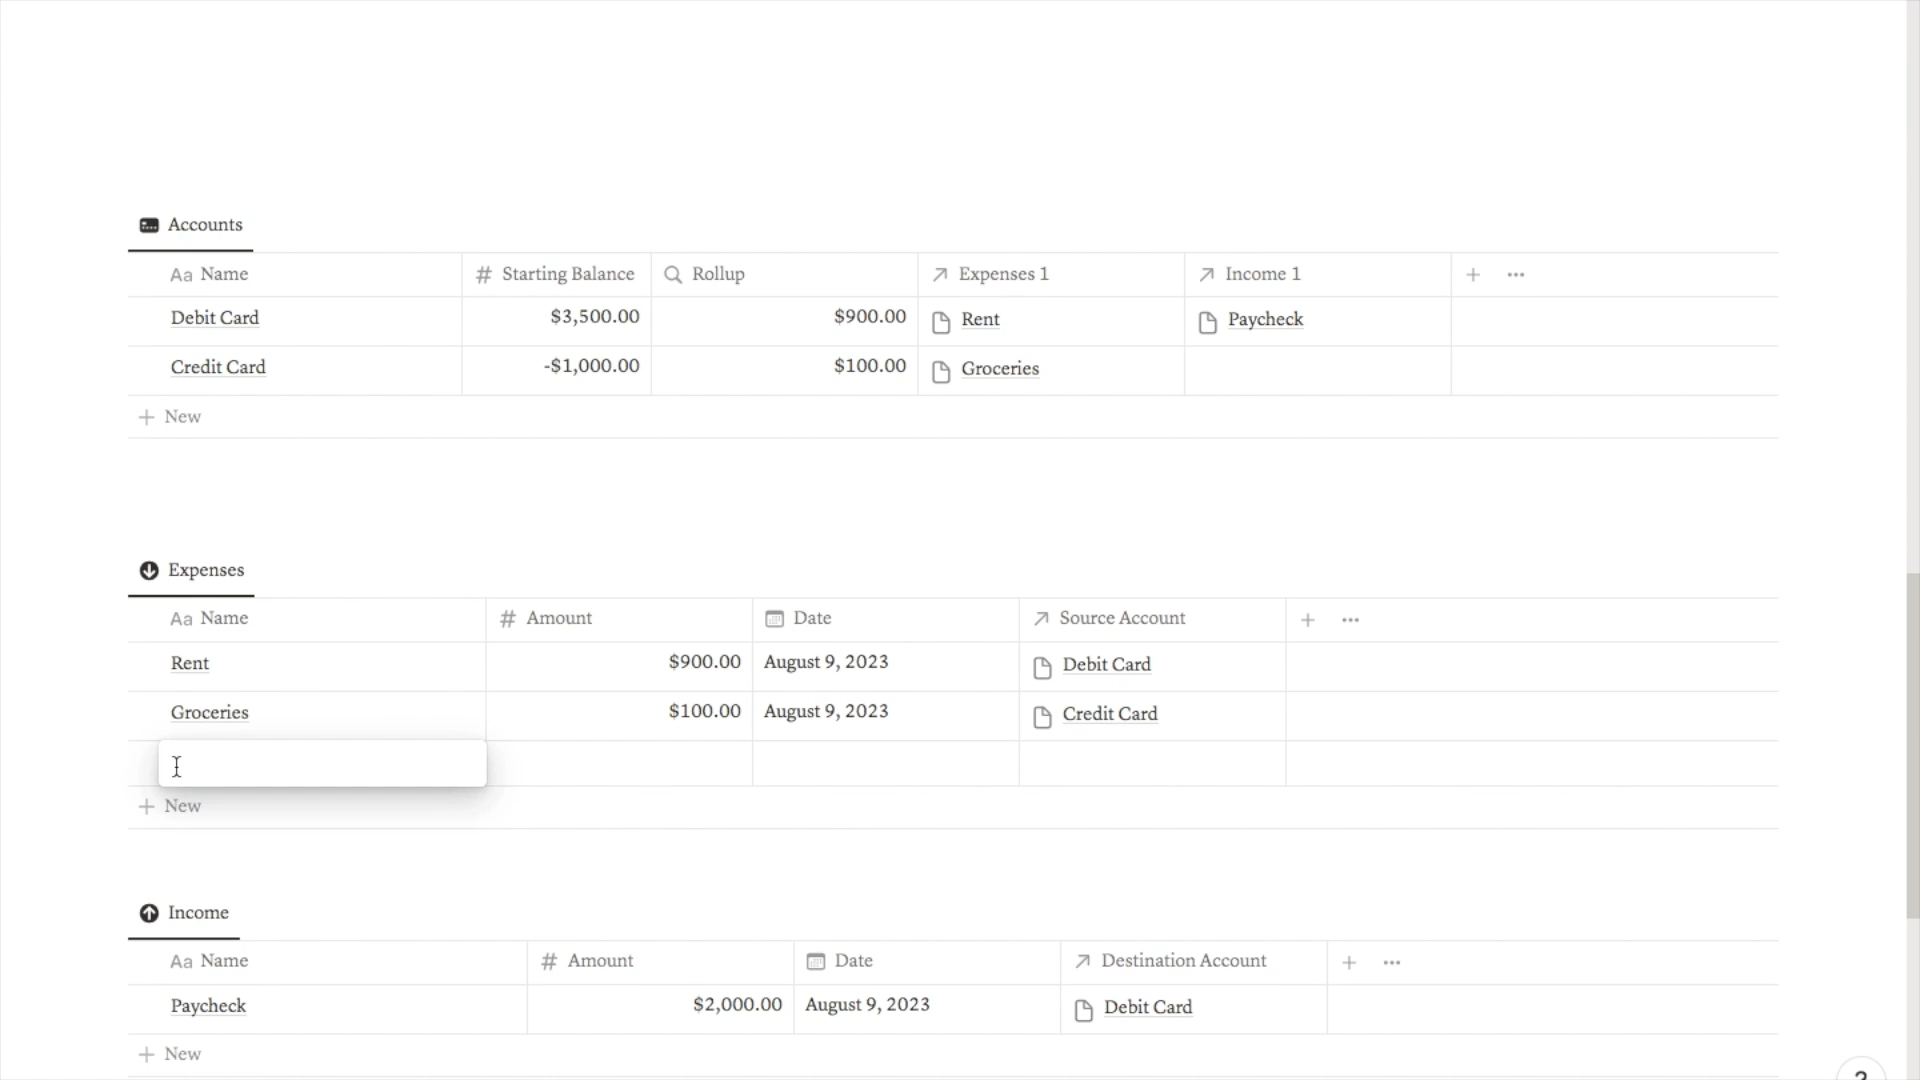 Accounts
Aa Name # Starting Balance Rollup Expenses 1 Income 1 + ...
Debit Card $3,500.00 $900.00 Rent Paycheck
Credit Card -$1,000.00 $100.00 Groceries
+ New
Expenses
Aa Name # Amount Date Source Account + ...
Rent $900.00 August 9, 2023 Debit Card
Groceries $100.00 August 9, 2023 Credit Card
+ New
Income
Aa Name # Amount Date Destination Account + ...
Paycheck $2,000.00 August 9, 2023 Debit Card
+ New